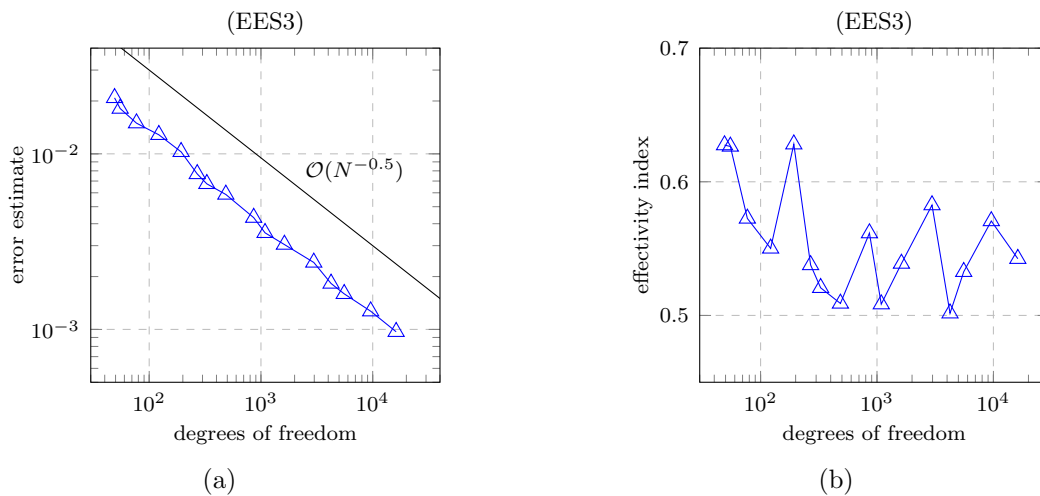 (EES3)
10^{-2}
10^{-3}
10^2
10^3
10^4
error estimate
degrees of freedom
𝒪(N^{-0.5})
(a)
(EES3)
0.7
0.6
0.5
10^2
10^3
10^4
effectivity index
degrees of freedom
(b)